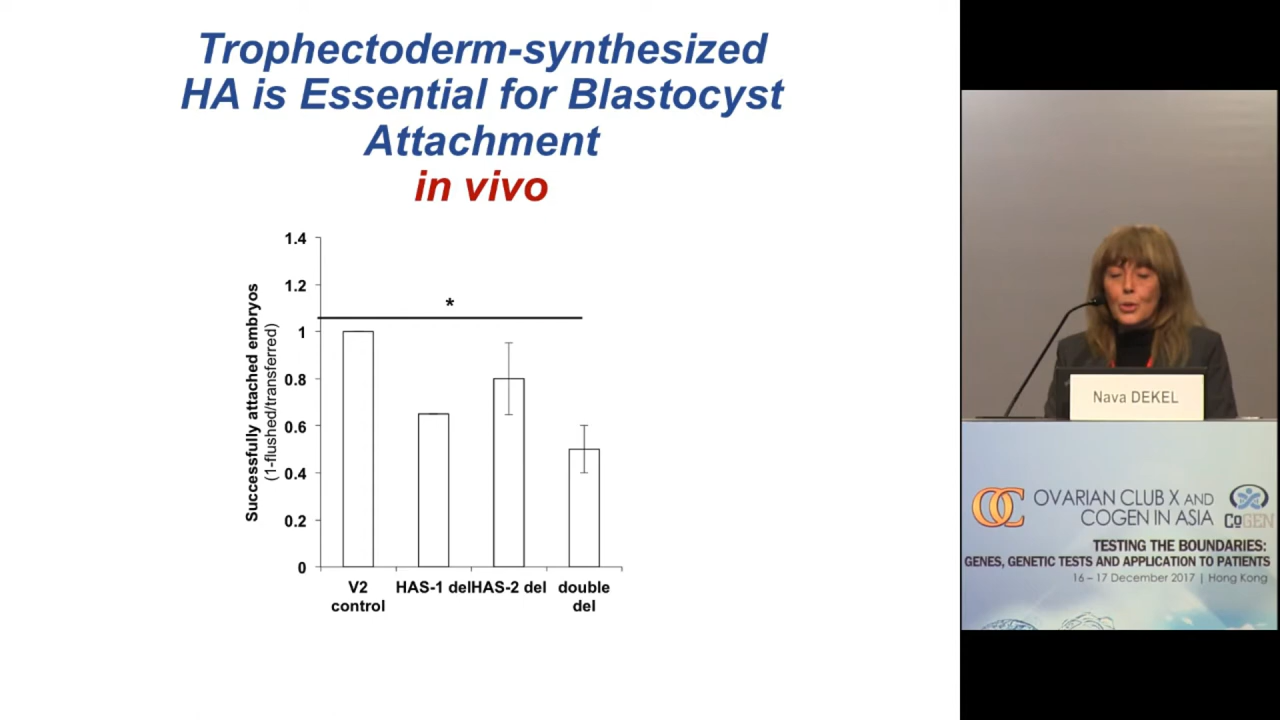 Trophectoderm-synthesized
HA is Essential for Blastocyst
Attachment
in vivo
Successfully attached embryos
(1-flushed/transferred)
1.4
1.2
1
0.8
0.6
0.4
0.2
0
*
V2
control
HAS-1 del
HAS-2 del
double
del
Nava DEKEL
OC
OVARIAN CLUB X AND
COGEN IN ASIA
CoGEN
TESTING THE BOUNDARIES:
GENES, GENETIC TESTS AND APPLICATION TO PATIENTS
16 – 17 December 2017 | Hong Kong